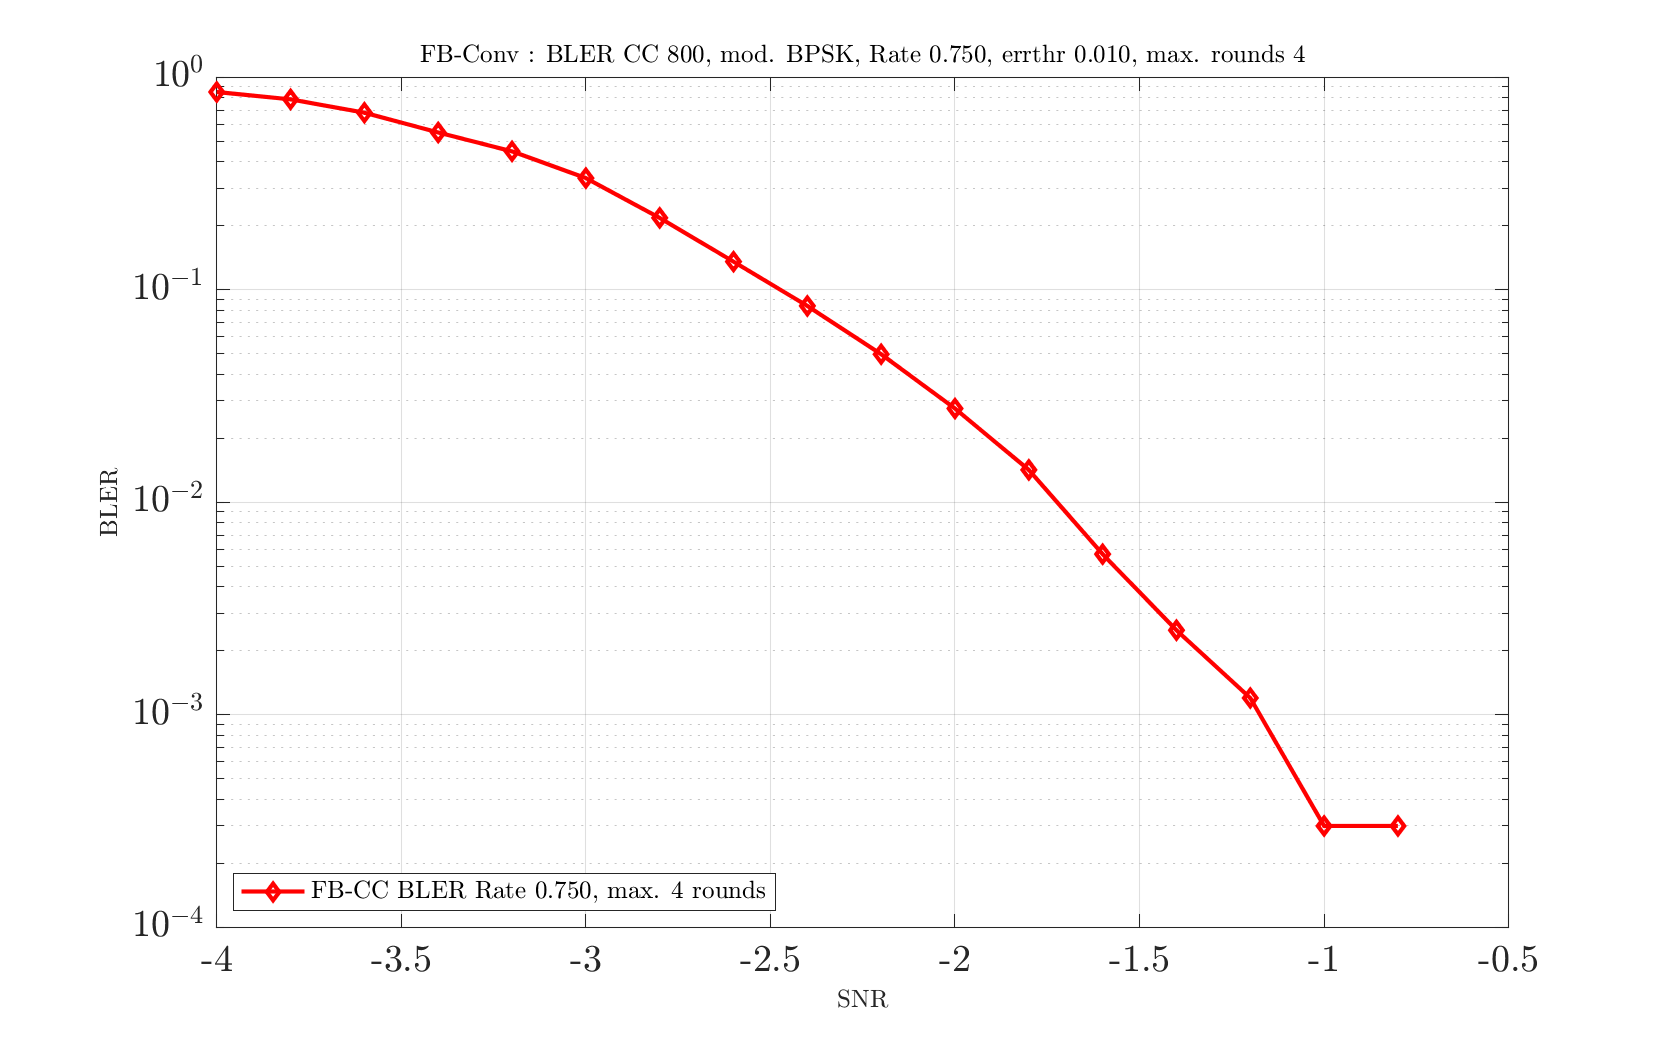 FB-Conv : BLER CC 800, mod. BPSK, Rate 0.750, errthr 0.010, max. rounds 4
10⁰
10⁻¹
10⁻²
10⁻³
10⁻⁴
BLER
FB-CC BLER Rate 0.750, max. 4 rounds
-4 -3.5 -3 -2.5 -2 -1.5 -1 -0.5
SNR